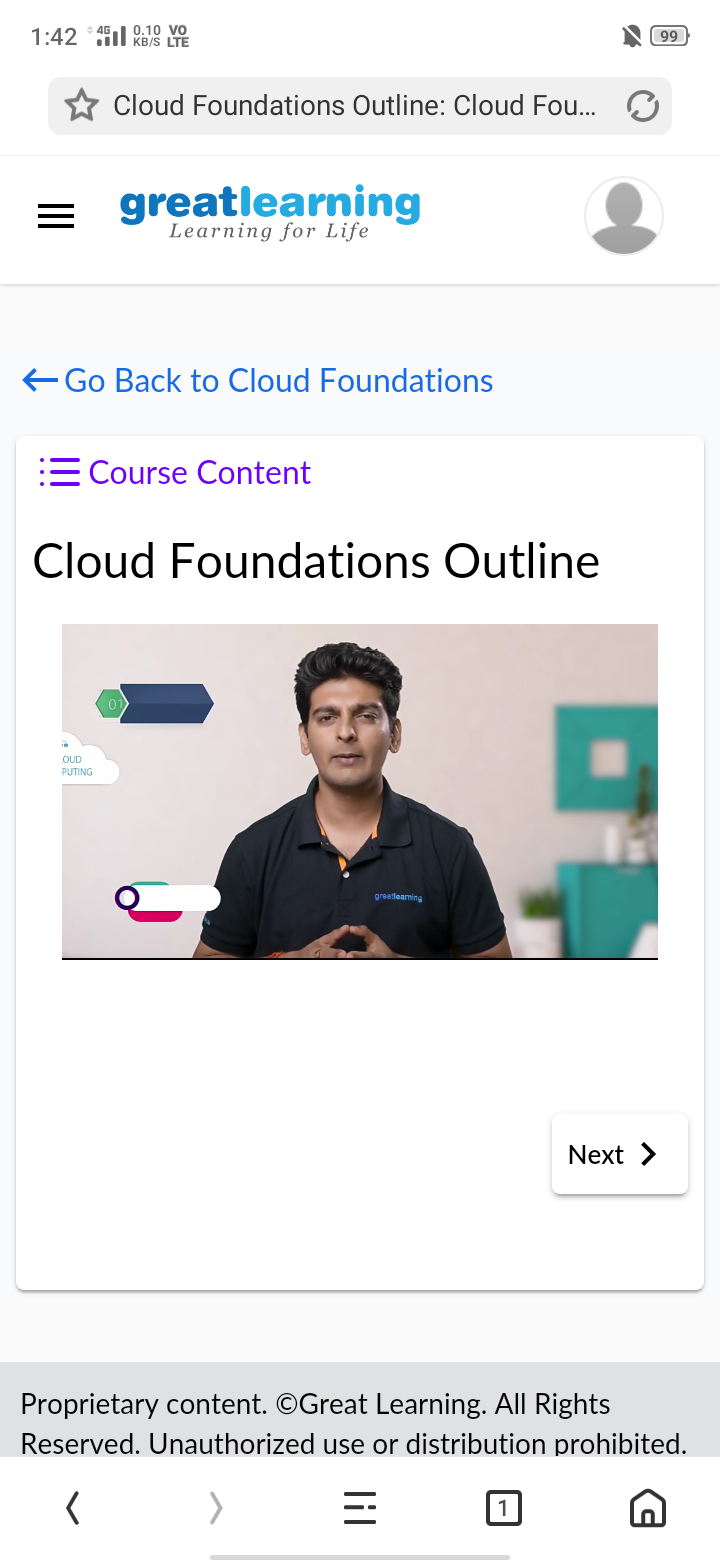 1:42 4G 0.10 KB/S VO LTE 99
Cloud Foundations Outline: Cloud Fou...
greatlearning
Learning for Life
Go Back to Cloud Foundations
Course Content
Cloud Foundations Outline
01
OUD
PUTING
greatlearning
Next
Proprietary content. ©Great Learning. All Rights
Reserved. Unauthorized use or distribution prohibited.
1